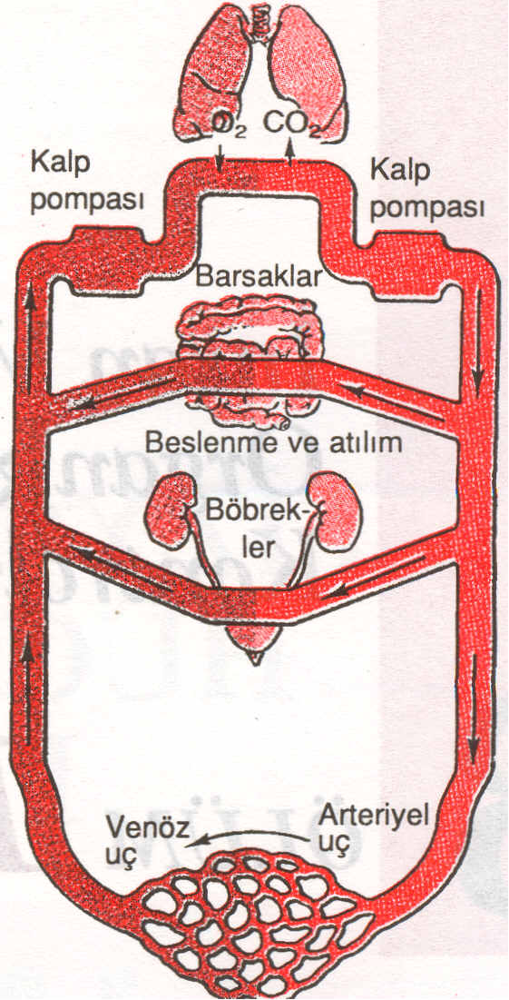 O₂ CO₂
Kalp
pompası
Kalp
pompası
Barsaklar
Beslenme ve atılım
Böbrek-
ler
Venöz
uç
Arteriyel
uç